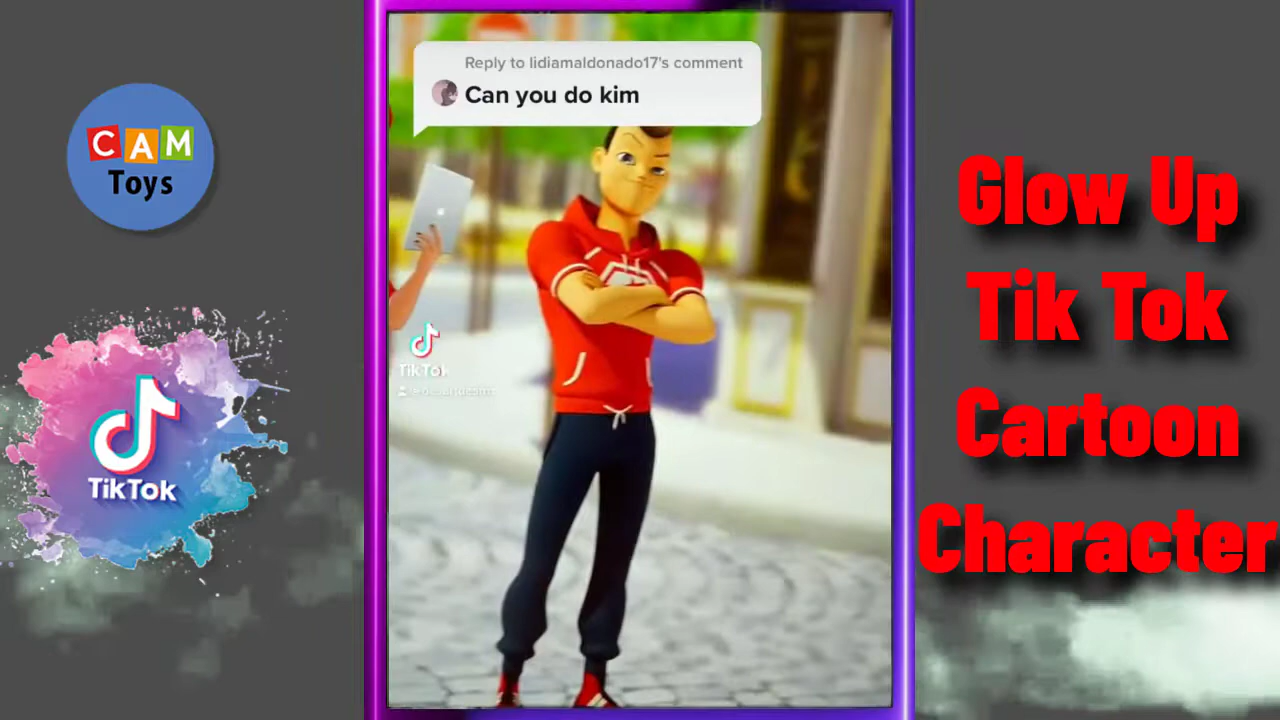 CAM
Toys
TikTok
Reply to lidiamaldonado17's comment
Can you do kim
TikTok
Glow Up
Tik Tok
Cartoon
Character